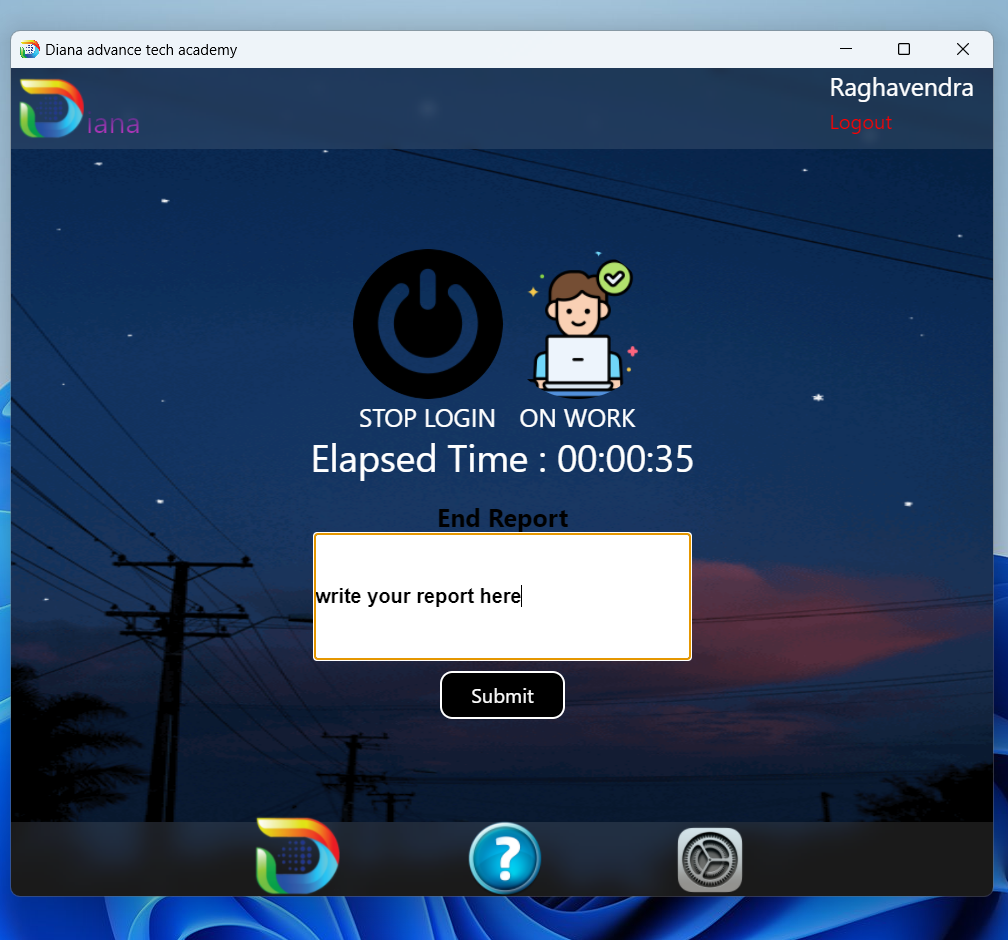 Diana advance tech academy
Raghavendra
iana
Logout
STOP LOGIN ON WORK
Elapsed Time : 00:00:35
End Report
write your report here
Submit
?